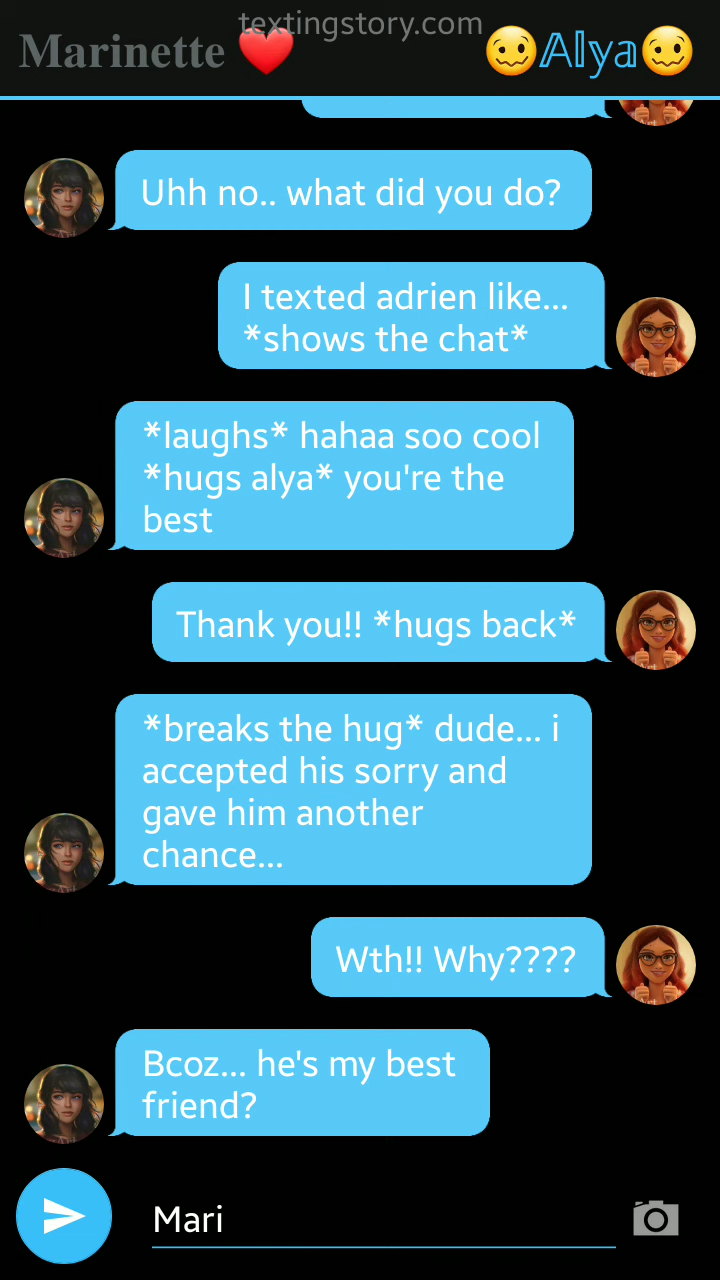 textingstory.com
Marinette ❤️ 🥴Alya🥴
Uhh no.. what did you do?
I texted adrien like...
*shows the chat*
*laughs* hahaa soo cool
*hugs alya* you're the
best
Thank you!! *hugs back*
*breaks the hug* dude... i
accepted his sorry and
gave him another
chance...
Wth!! Why????
Bcoz... he's my best
friend?
Mari